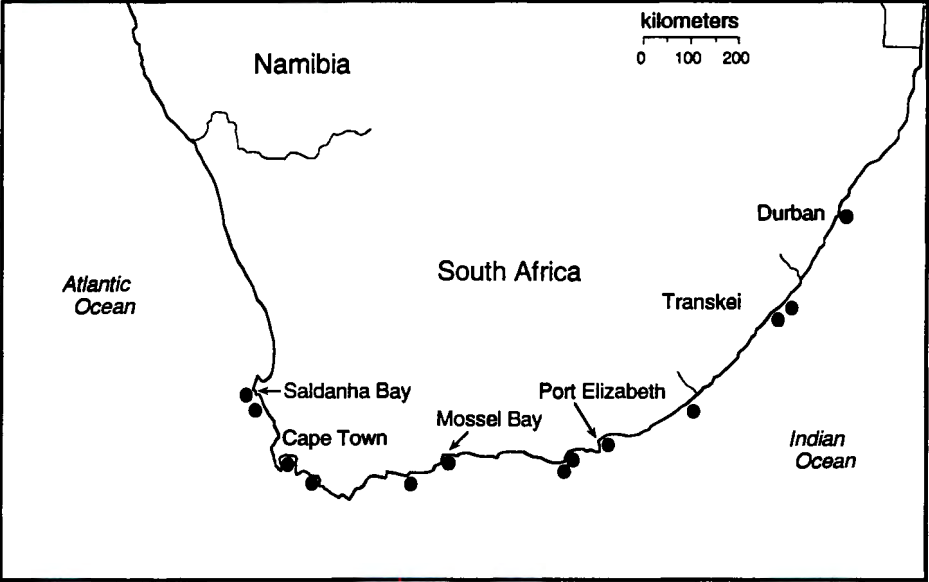 kilometers
0 100 200
Namibia
Durban
South Africa
Atlantic
Ocean
Transkei
Saldanha Bay
Port Elizabeth
Mossel Bay
Cape Town
Indian
Ocean